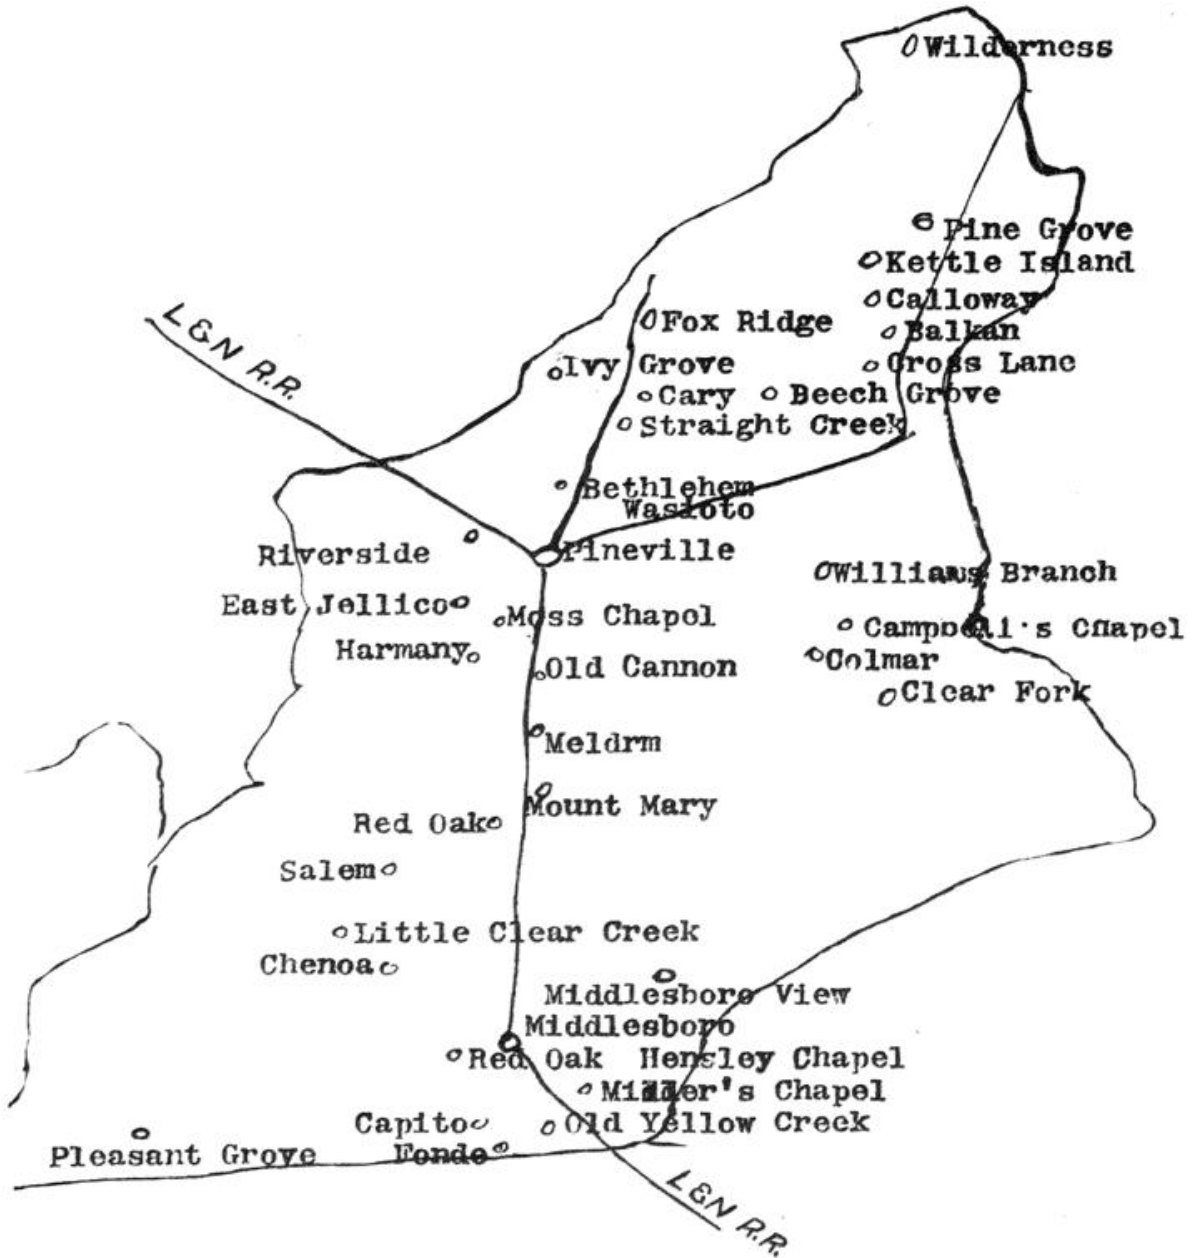 Wilderness
Pine Grove
Kettle Island
Calloway
Balkan
Cross Lane
L&N R.R.
Fox Ridge
Ivy Grove
Cary
Beech Grove
Straight Creek
Bethlehem
Wasioto
Pineville
Riverside
Williams Branch
East Jellico
Moss Chapel
Campbell's Chapel
Harmany
Colmar
Old Cannon
Clear Fork
Meldrm
Mount Mary
Red Oak
Salem
Little Clear Creek
Chenoa
Middlesboro View
Middlesboro
Red Oak
Hensley Chapel
Chapel
Capito
Old Yellow Creek
Pleasant Grove
Fonde
L&N R.R.